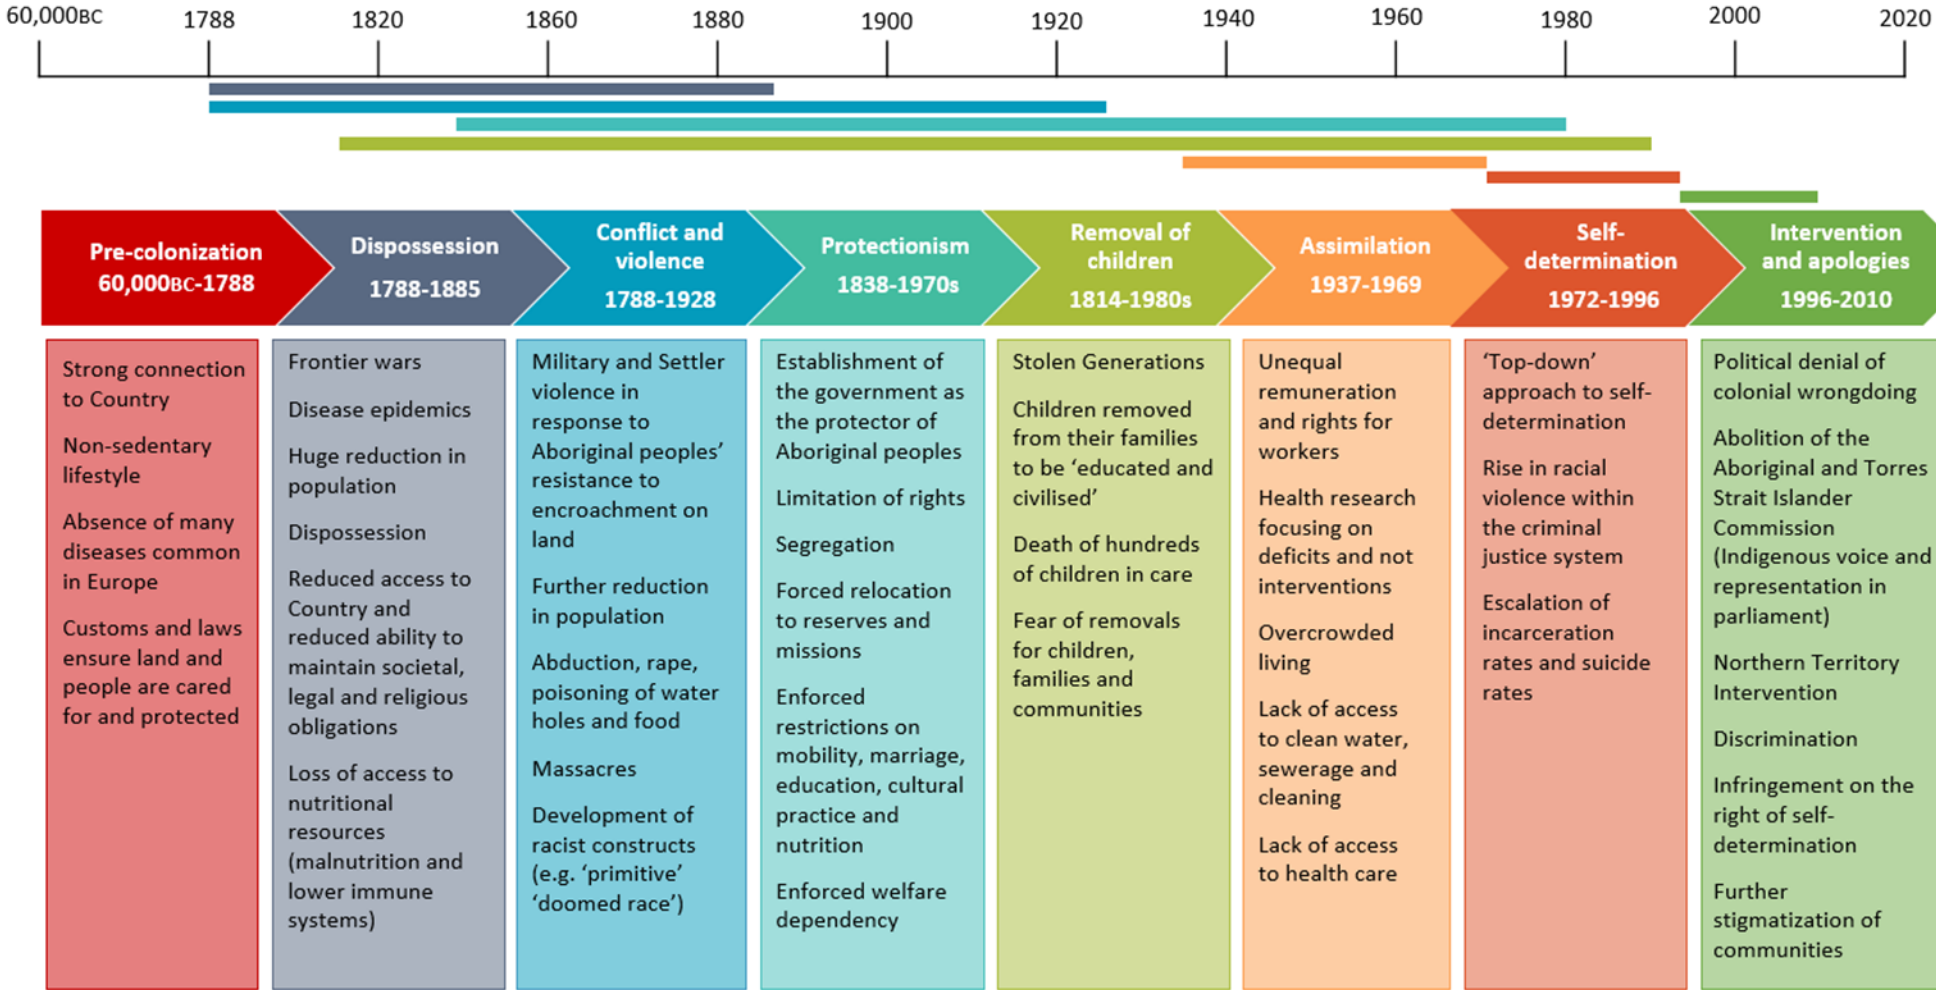 60,000BC
1788
1820
1860
1880
1900
1920
1940
1960
1980
2000
2020
Pre-colonization
60,000BC-1788
Dispossession
1788-1885
Conflict and
violence
1788-1928
Protectionism
1838-1970s
Removal of
children
1814-1980s
Assimilation
1937-1969
Self-
determination
1972-1996
Intervention
and apologies
1996-2010
Strong connection
to Country
Non-sedentary
lifestyle
Absence of many
diseases common
in Europe
Customs and laws
ensure land and
people are cared
for and protected
Frontier wars
Disease epidemics
Huge reduction in
population
Dispossession
Reduced access to
Country and
reduced ability to
maintain societal,
legal and religious
obligations
Loss of access to
nutritional
resources
(malnutrition and
lower immune
systems)
Military and Settler
violence in
response to
Aboriginal peoples’
resistance to
encroachment on
land
Further reduction
in population
Abduction, rape,
poisoning of water
holes and food
Massacres
Development of
racist constructs
(e.g. ‘primitive’
‘doomed race’)
Establishment of
the government as
the protector of
Aboriginal peoples
Limitation of rights
Segregation
Forced relocation
to reserves and
missions
Enforced
restrictions on
mobility, marriage,
education, cultural
practice and
nutrition
Enforced welfare
dependency
Stolen Generations
Children removed
from their families
to be ‘educated and
civilised’
Death of hundreds
of children in care
Fear of removals
for children,
families and
communities
Unequal
remuneration
and rights for
workers
Health research
focusing on
deficits and not
interventions
Overcrowded
living
Lack of access
to clean water,
sewerage and
cleaning
Lack of access
to health care
‘Top-down’
approach to self-
determination
Rise in racial
violence within
the criminal
justice system
Escalation of
incarceration
rates and suicide
rates
Political denial of
colonial wrongdoing
Abolition of the
Aboriginal and Torres
Strait Islander
Commission
(Indigenous voice and
representation in
parliament)
Northern Territory
Intervention
Discrimination
Infringement on the
right of self-
determination
Further
stigmatization of
communities